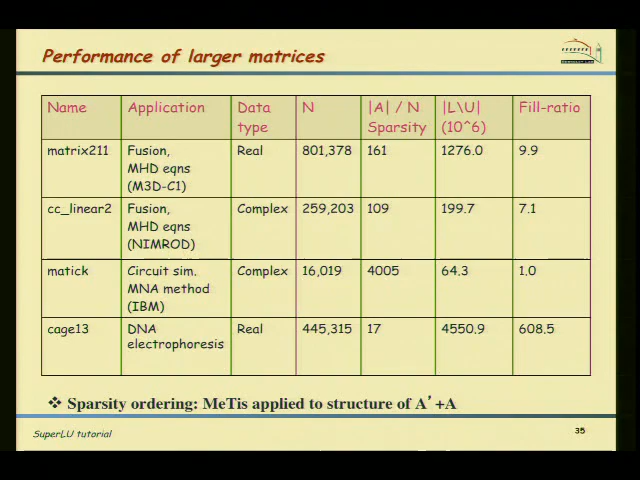 Performance of larger matrices
Name Application Data type N |A| / N Sparsity |L\U| (10^6) Fill-ratio
matrix211 Fusion, MHD eqns (M3D-C1) Real 801,378 161 1276.0 9.9
cc_linear2 Fusion, MHD eqns (NIMROD) Complex 259,203 109 199.7 7.1
matick Circuit sim. MNA method (IBM) Complex 16,019 4005 64.3 1.0
cage13 DNA electrophoresis Real 445,315 17 4550.9 608.5
❖ Sparsity ordering: MeTis applied to structure of A’+A
SuperLU tutorial
35